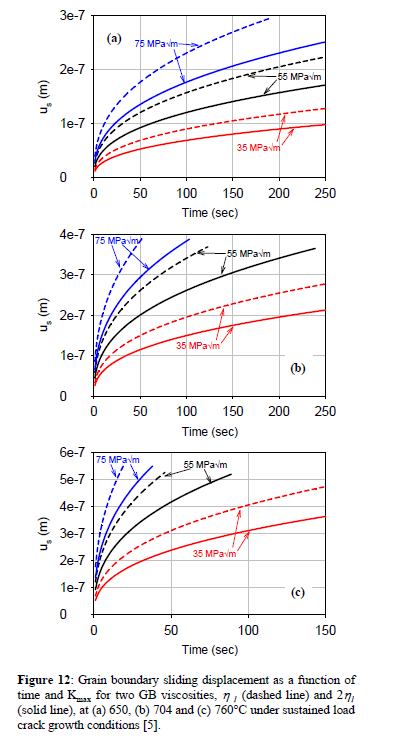 3e-7
(a)
75 MPa√m
2e-7
55 MPa√m
us (m)
1e-7
35 MPa√m
0
0 50 100 150 200 250
Time (sec)
4e-7
75 MPa√m
55 MPa√m
3e-7
us (m)
2e-7
35 MPa√m
1e-7
(b)
0
0 50 100 150 200 250
Time (sec)
6e-7
75 MPa√m
55 MPa√m
5e-7
4e-7
us (m)
3e-7
35 MPa√m
2e-7
1e-7
(c)
0
0 50 100 150
Time (sec)
Figure 12: Grain boundary sliding displacement as a function of
time and Kmax for two GB viscosities, η1 (dashed line) and 2η1
(solid line), at (a) 650, (b) 704 and (c) 760°C under sustained load
crack growth conditions [5].